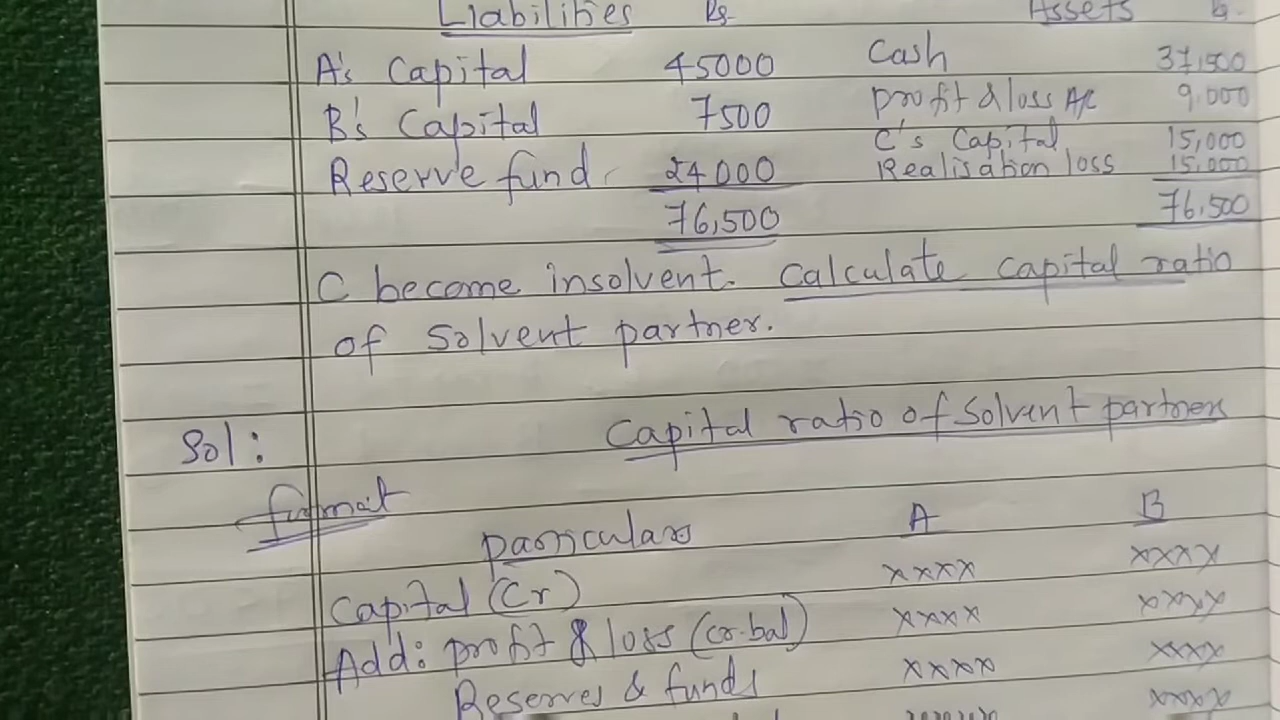 Liabilities Rs. Assets Rs.
A's Capital 45000 Cash 37,500
B's Capital 7500 profit & loss A/c 9.000
C's Capital 15,000
Reserve fund 24000 Realisation loss 15.000
76,500 76,500
C become insolvent. Calculate capital ratio
of solvent partner.
Sol: Capital ratio of Solvent partners
format
particulars A B
Capital (Cr) xxxx xxxx
Add: profit & loss (cr.bal) xxxx xxxx
Reserves & funds xxxx xxxx
xxxx